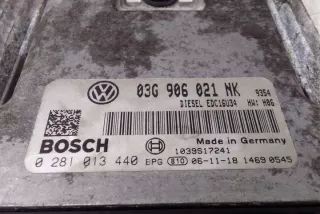 03G 906 021 NK 9354
DIESEL EDC16U34 HW: H06
BOSCH
Made in Germany
1039S17241
0 281 013 440 EPG 810 06-11-18 1469 0545